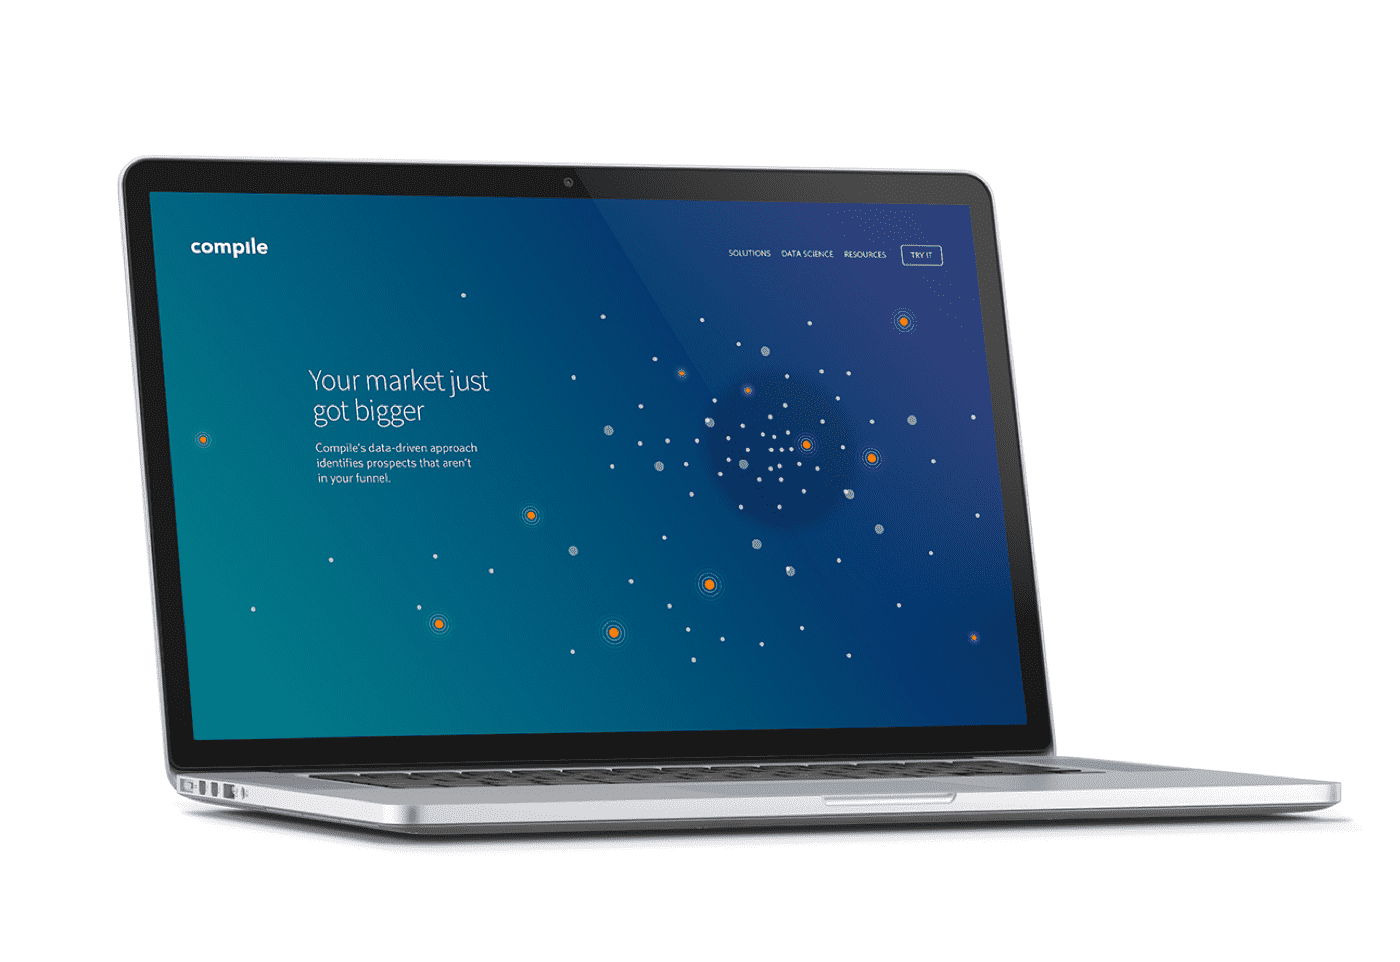 compile
SOLUTIONS DATA SCIENCE RESOURCES TRY IT
Your market just
got bigger
Compile's data-driven approach
identifies prospects that aren't
in your funnel.